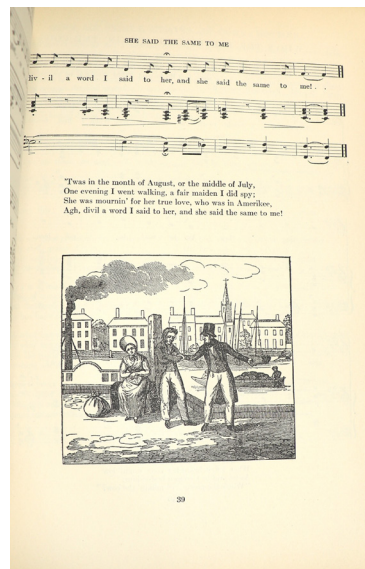 SHE SAID THE SAME TO ME
liv - il a word I said to her, and she said the same to me! . .
'Twas in the month of August, or the middle of July,
One evening I went walking, a fair maiden I did spy;
She was mournin' for her true love, who was in Amerikee,
Agh, divil a word I said to her, and she said the same to me!
39